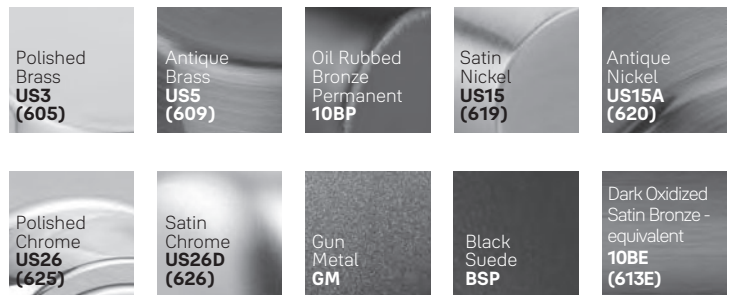 Polished
Brass
US3
(605)
Antique
Brass
US5
(609)
Oil Rubbed
Bronze
Permanent
10BP
Satin
Nickel
US15
(619)
Antique
Nickel
US15A
(620)
Polished
Chrome
US26
(625)
Satin
Chrome
US26D
(626)
Gun
Metal
GM
Black
Suede
BSP
Dark Oxidized
Satin Bronze -
equivalent
10BE
(613E)